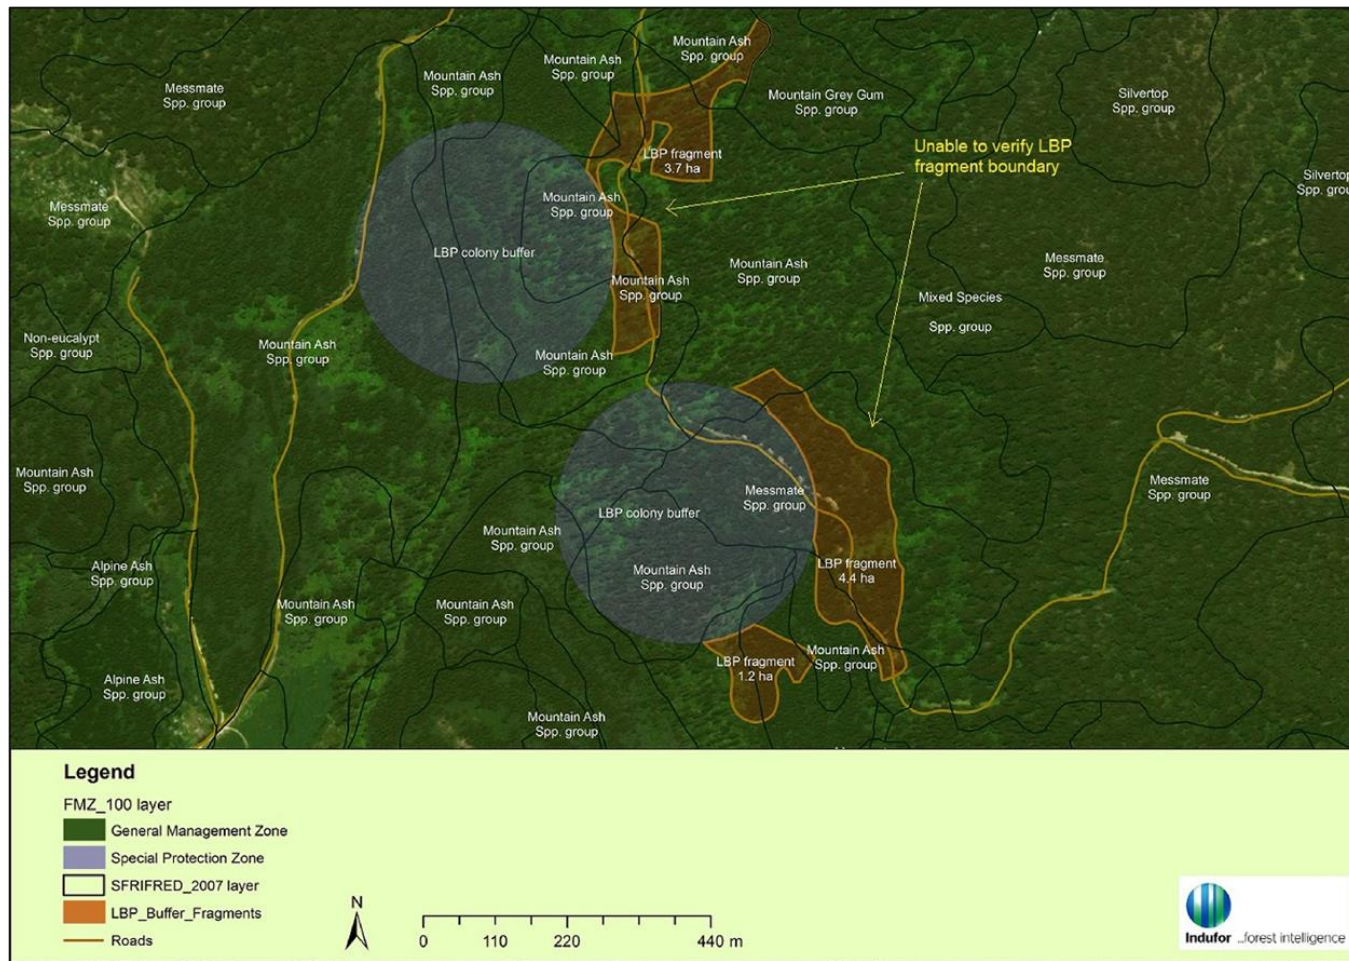 Mountain Ash
Spp. group
Mountain Ash
Spp. group
Mountain Ash
Spp. group
Messmate
Spp. group
Mountain Grey Gum
Spp. group
Silvertop
Spp. group
Unable to verify LBP
fragment boundary
LBP fragment
3.7 ha
Silvertop
Spp. grou
Messmate
Spp. group
Mountain Ash
Spp. group
LBP colony buffer
Mountain Ash
Spp. group
Messmate
Spp. group
Mountain Ash
Spp. group
Mixed Species
Spp. group
Non-eucalypt
Spp. group
Mountain Ash
Spp. group
Mountain Ash
Spp. group
Mountain Ash
Spp. group
Messmate
Spp. group
Messmate
Spp. group
LBP colony buffer
Mountain Ash
Spp. group
Alpine Ash
Spp. group
Mountain Ash
Spp. group
LBP fragment
4.4 ha
Mountain Ash
Spp. group
Mountain Ash
Spp. group
Mountain Ash
Spp. group
LBP fragment
1.2 ha
Alpine Ash
Spp. group
Mountain Ash
Spp. group
Legend
FMZ_100 layer
General Management Zone
Special Protection Zone
SFRIFRED_2007 layer
LBP_Buffer_Fragments
Roads
N
0 110 220 440 m
Indufor ...forest intelligence